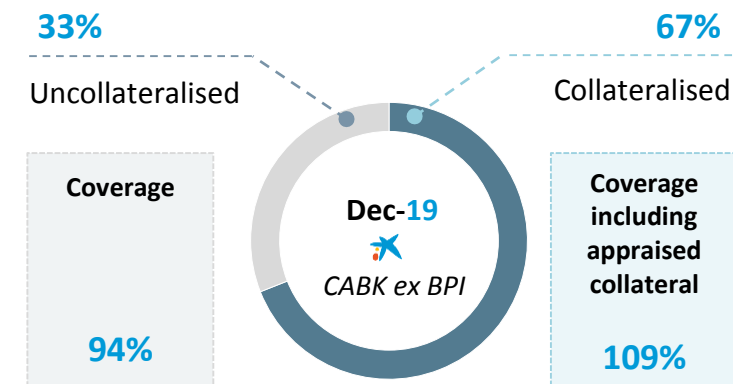 33%
67%
Uncollateralised
Collateralised
Coverage
94%
Dec-19
CABK ex BPI
Coverage
including
appraised
collateral
109%